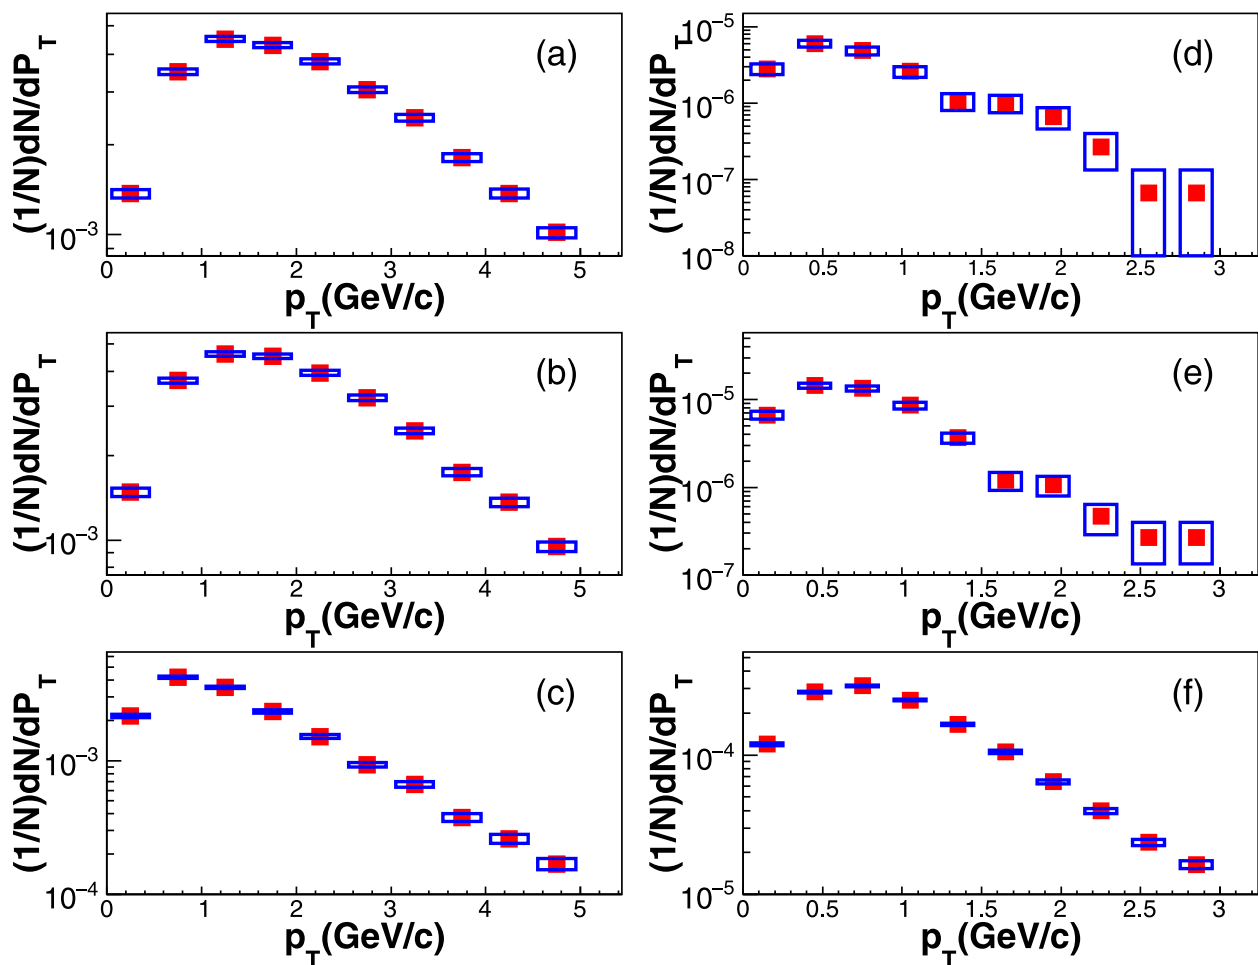 (1/N)dN/dP_T
10^−3
(a)
0 1 2 3 4 5
p_T(GeV/c)
(1/N)dN/dP_T
10^−5
10^−6
10^−7
10^−8
(d)
0 0.5 1 1.5 2 2.5 3
p_T(GeV/c)
(1/N)dN/dP_T
10^−3
(b)
0 1 2 3 4 5
p_T(GeV/c)
(1/N)dN/dP_T
10^−5
10^−6
10^−7
(e)
0 0.5 1 1.5 2 2.5 3
p_T(GeV/c)
(1/N)dN/dP_T
10^−3
10^−4
(c)
0 1 2 3 4 5
p_T(GeV/c)
(1/N)dN/dP_T
10^−4
10^−5
(f)
0 0.5 1 1.5 2 2.5 3
p_T(GeV/c)